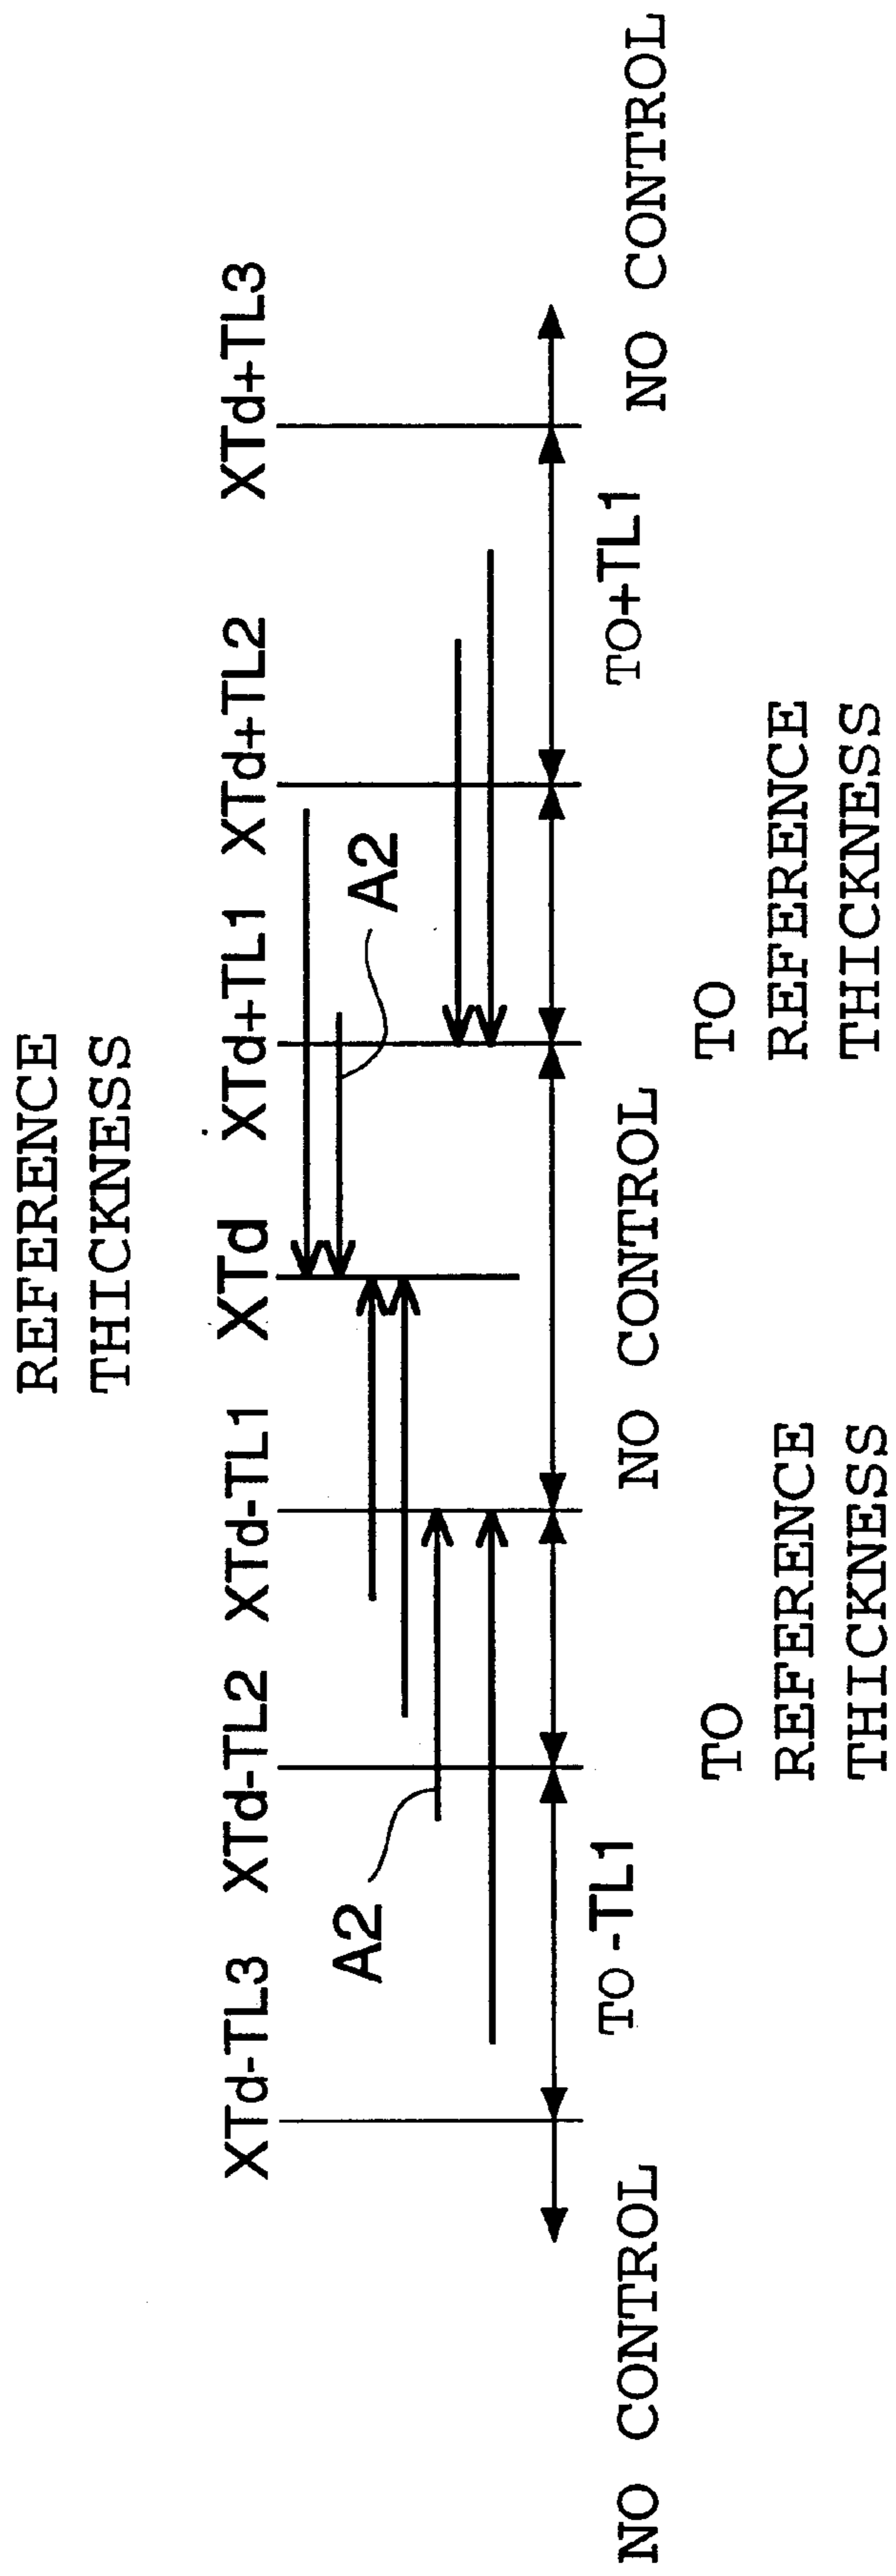 REFERENCE
THICKNESS
XTd-TL3 XTd-TL2 XTd-TL1 XTd XTd+TL1 XTd+TL2 XTd+TL3
A2
A2
TO-TL1
TO+TL1
NO CONTROL
NO CONTROL
NO CONTROL
TO
REFERENCE
THICKNESS
TO
REFERENCE
THICKNESS